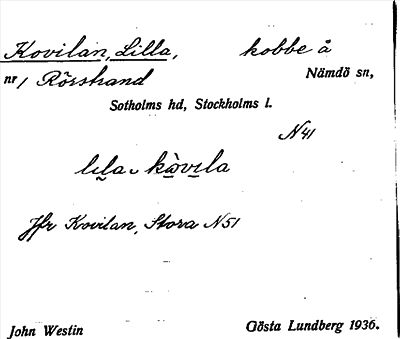 Kovilan, Lilla, kobbe å
nr 1 Rörstrand Nämdö sn,
Sotholms hd, Stockholms l.
N41
lila kòvila
Jfr Kovilan, Stora N51
John Westin Gösta Lundberg 1936.